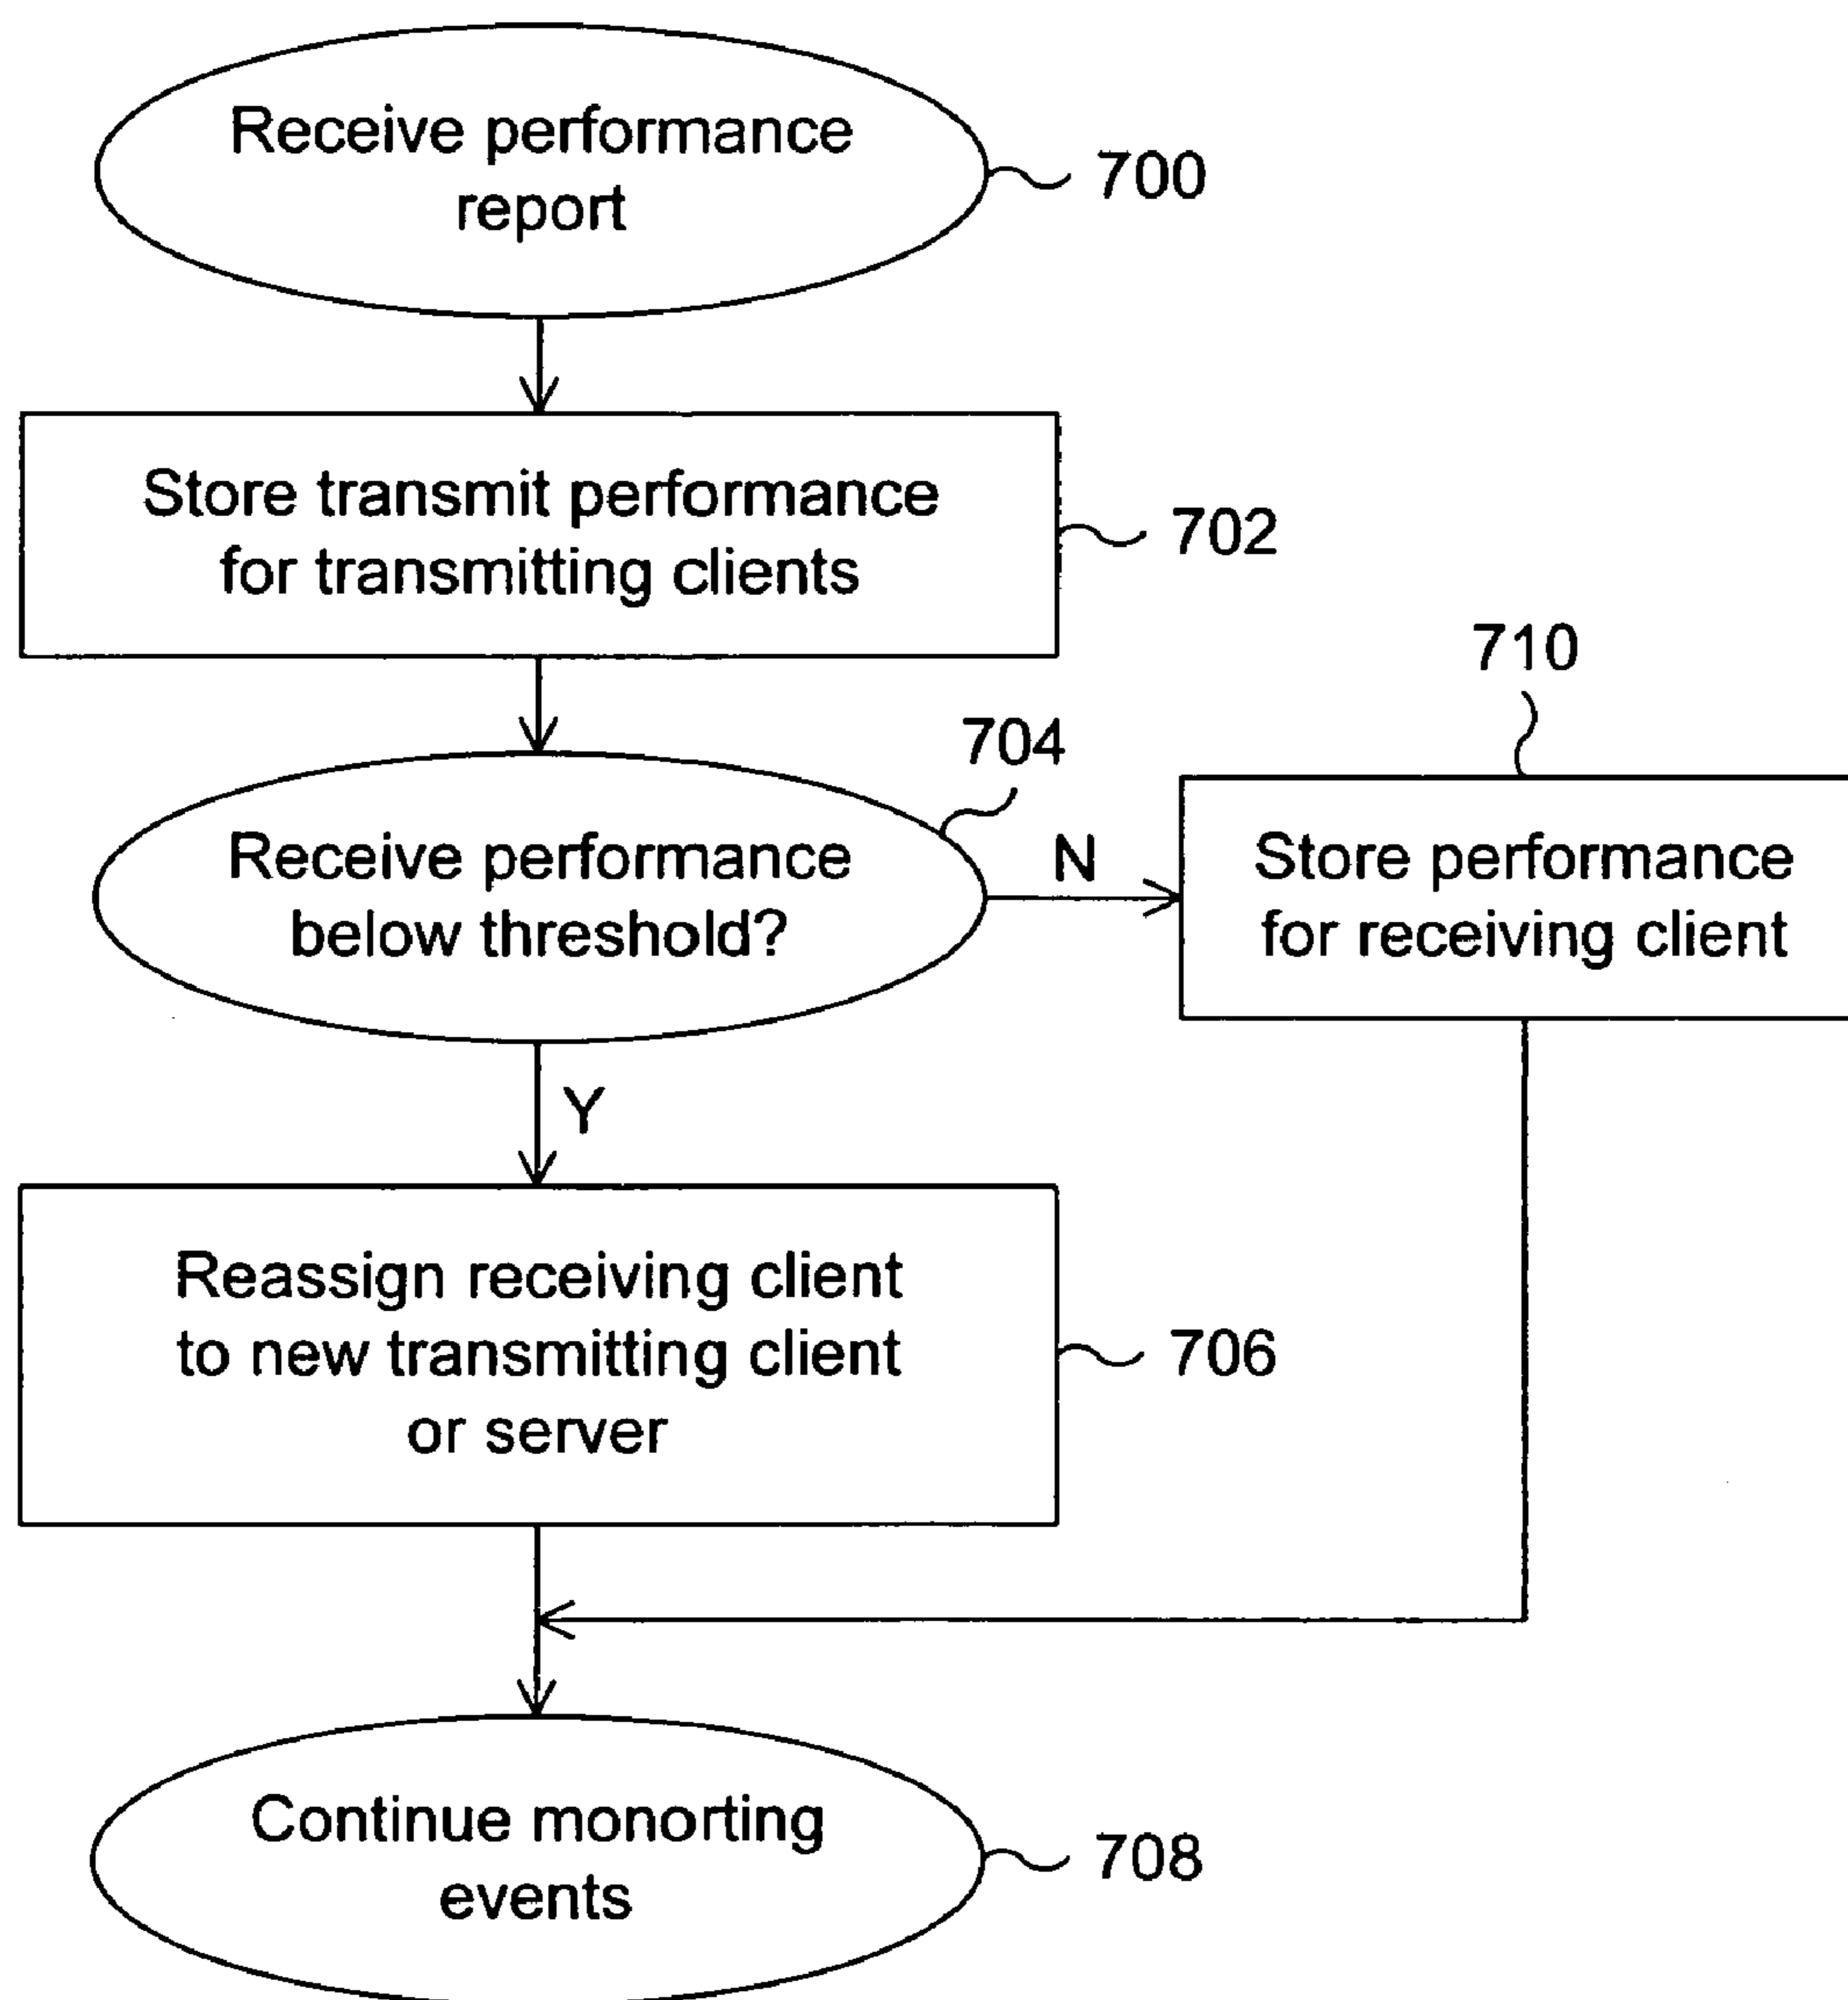 Receive performance
report
700
Store transmit performance
for transmitting clients
702
710
704
Receive performance
below threshold?
N
Store performance
for receiving client
Y
Reassign receiving client
to new transmitting client
or server
706
Continue monorting
events
708